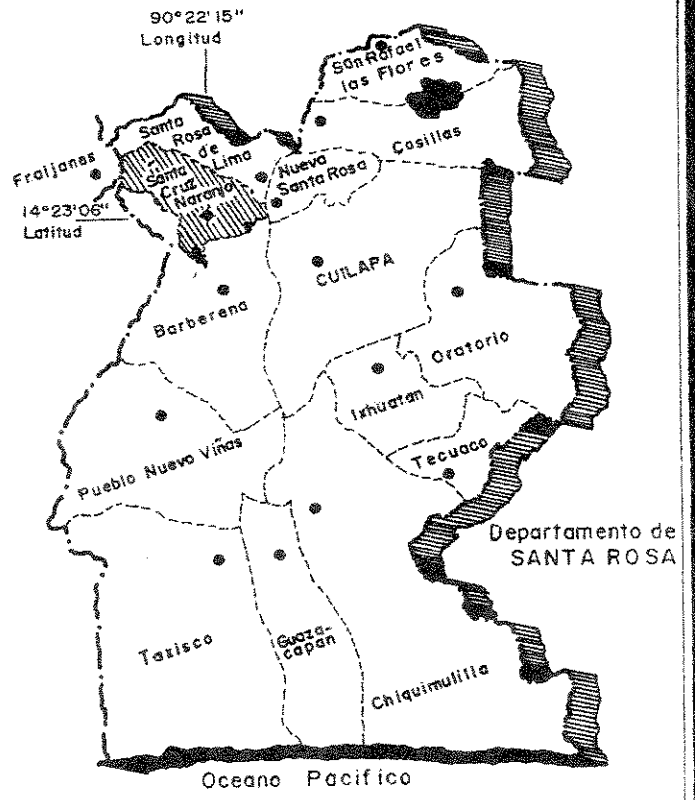 90°22'15"
Longitud
San Rafael
las Flores
Santa
Rosa
de
Lima
Casillas
Fraijanes
Santa
Cruz
Naranjo
Nueva
Santa Rosa
14°23'06"
Latitud
CUILAPA
Barberena
Oratorio
Ixhuatan
Tecuaco
Pueblo Nuevo Viñas
Departamento de
SANTA ROSA
Taxisco
Guaza-
capan
Chiquimulilla
Oceano Pacifico